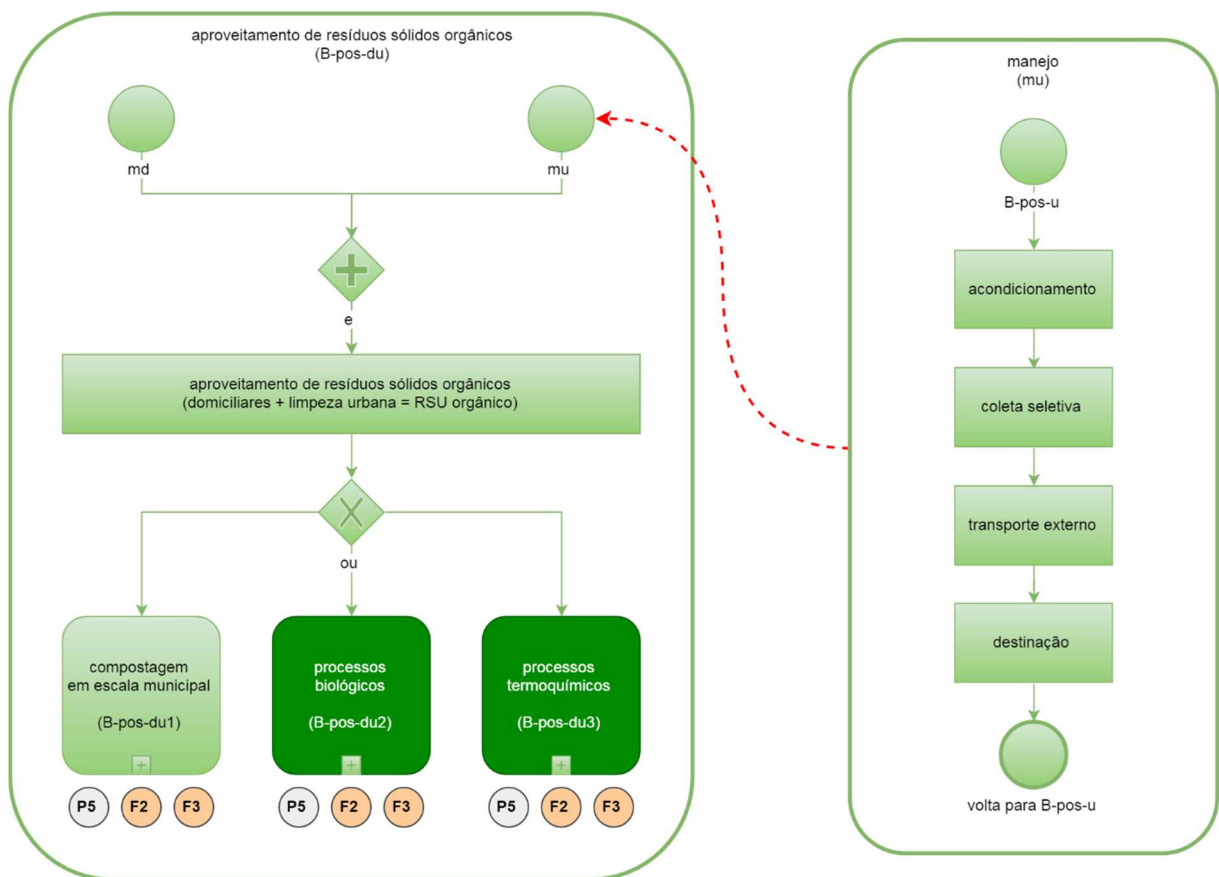 aproveitamento de resíduos sólidos orgânicos
(B-pos-du)
md
mu
e
aproveitamento de resíduos sólidos orgânicos
(domiciliares + limpeza urbana = RSU orgânico)
X
ou
compostagem
em escala municipal
(B-pos-du1)
+
P5
F2
F3
processos
biológicos
(B-pos-du2)
+
P5
F2
F3
processos
termoquímicos
(B-pos-du3)
+
P5
F2
F3
manejo
(mu)
B-pos-u
acondicionamento
coleta seletiva
transporte externo
destinação
volta para B-pos-u